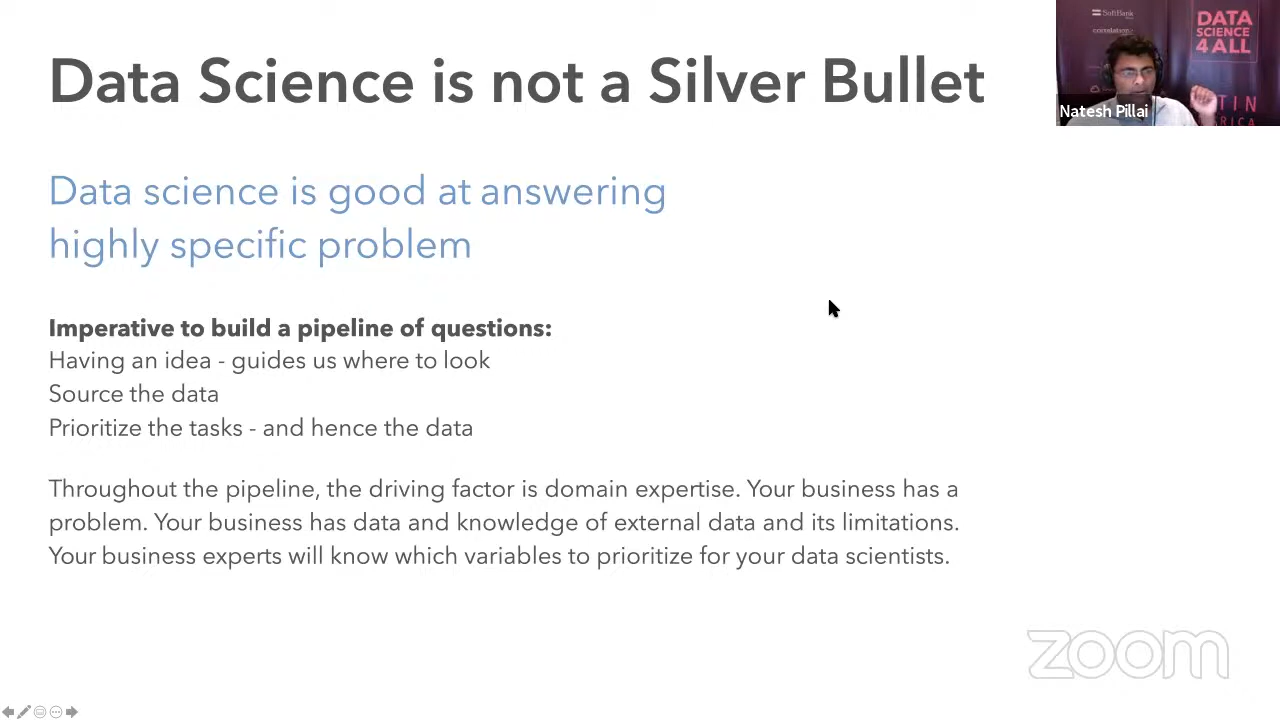 Data Science is not a Silver Bullet
SoftBank
correlation
DATA
SCIENCE
4 ALL
Natesh Pillai
Data science is good at answering
highly specific problem
Imperative to build a pipeline of questions:
Having an idea - guides us where to look
Source the data
Prioritize the tasks - and hence the data
Throughout the pipeline, the driving factor is domain expertise. Your business has a
problem. Your business has data and knowledge of external data and its limitations.
Your business experts will know which variables to prioritize for your data scientists.
zoom